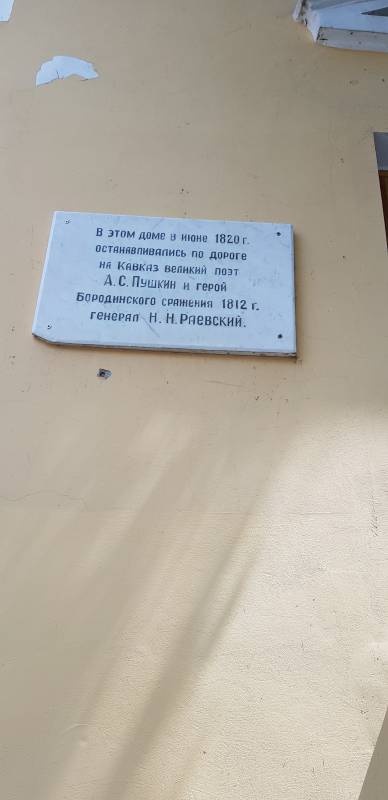 В этом доме в июне 1820 г.
останавливались по дороге
на Кавказ великий поэт
А.С.Пушкин и герой
Бородинского сражения 1812 г.
генерал Н.Н.Раевский.